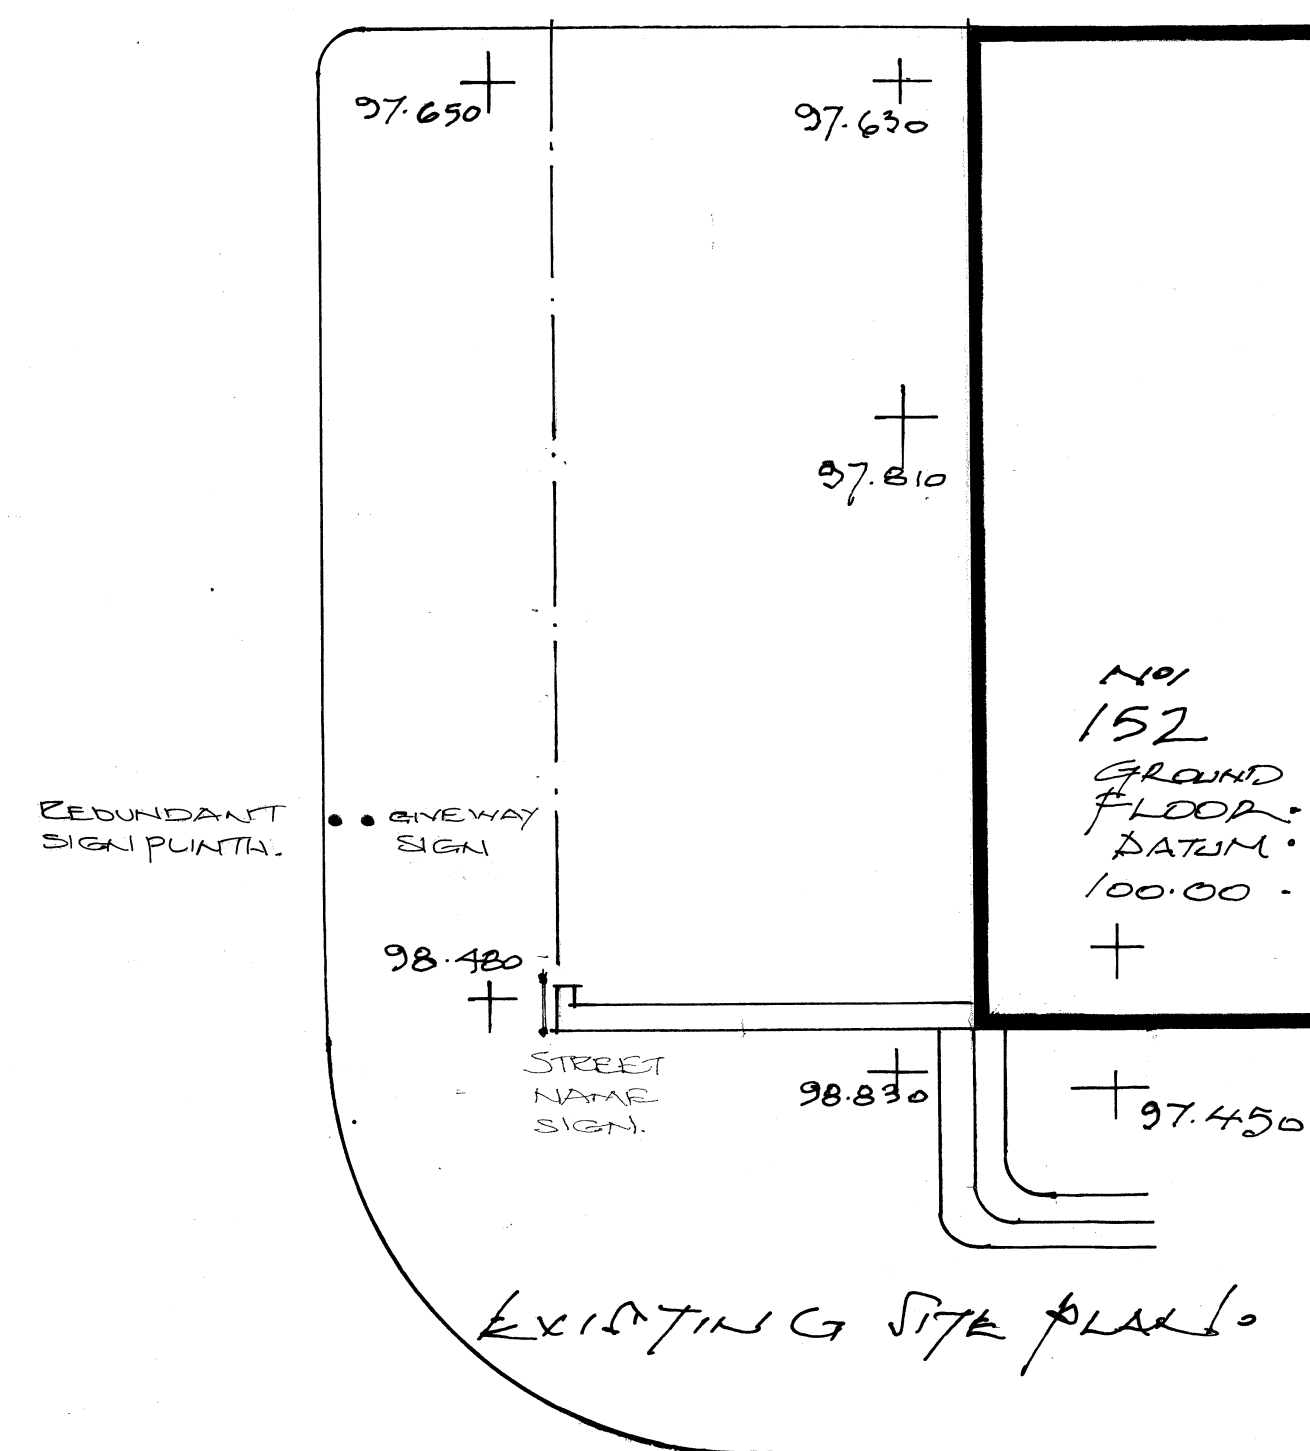 97.650
97.630
97.810
No/
152
GROUND
FLOOR.
DATUM.
100.00 -
REDUNDANT
SIGN PLINTH.
GIVEWAY
SIGN
98.480
STREET
NAME
SIGN.
98.830
97.450
EXISTING SITE PLAN.